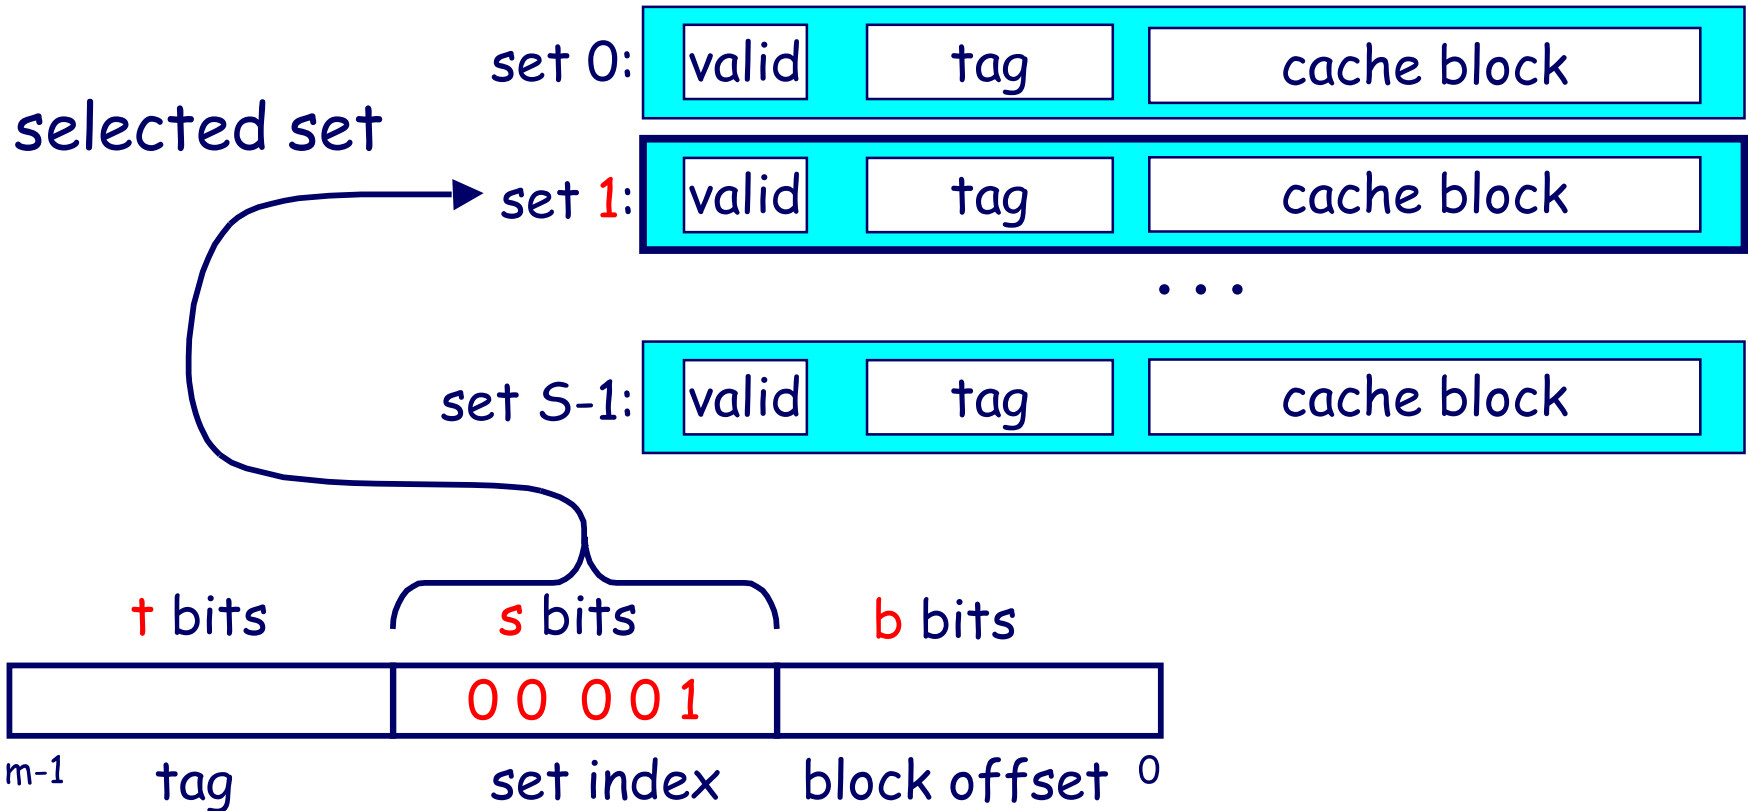 set 0: valid tag cache block
selected set
set 1: valid tag cache block
. . .
set S-1: valid tag cache block
t bits s bits b bits
0 0 0 0 1
m-1 tag set index block offset 0